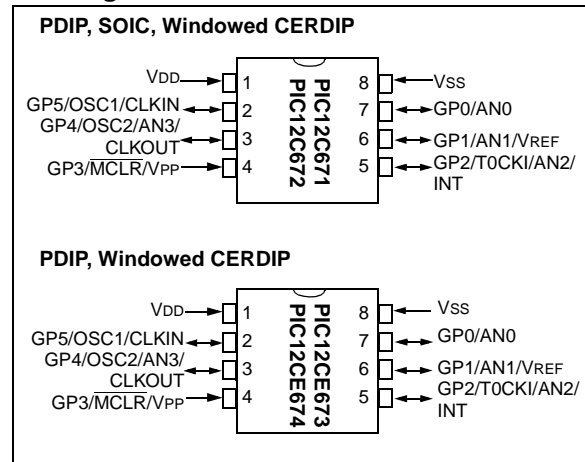 PDIP, SOIC, Windowed CERDIP
VDD
GP5/OSC1/CLKIN
GP4/OSC2/AN3/
CLKOUT
GP3/MCLR/VPP
1
2
3
4
PIC12C671
PIC12C672
8
7
6
5
VSS
GP0/AN0
GP1/AN1/VREF
GP2/T0CKI/AN2/
INT
PDIP, Windowed CERDIP
VDD
GP5/OSC1/CLKIN
GP4/OSC2/AN3/
CLKOUT
GP3/MCLR/VPP
1
2
3
4
PIC12CE673
PIC12CE674
8
7
6
5
VSS
GP0/AN0
GP1/AN1/VREF
GP2/T0CKI/AN2/
INT